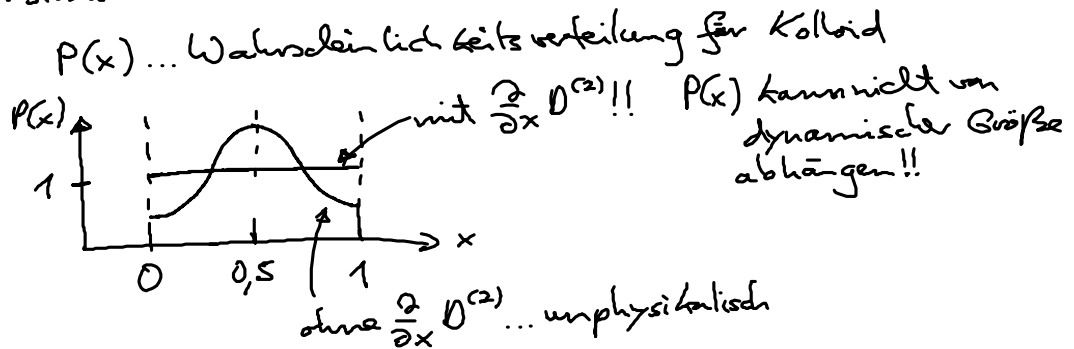 P(x) ... Wahrscheinlichkeitsverteilung für Kolloid
mit ∂/∂x D⁽²⁾!!
P(x) kann nicht von
dynamischer Größe
abhängen!!
P(x)
1
x
0 0,5 1
ohne ∂/∂x D⁽²⁾ ... unphysikalisch